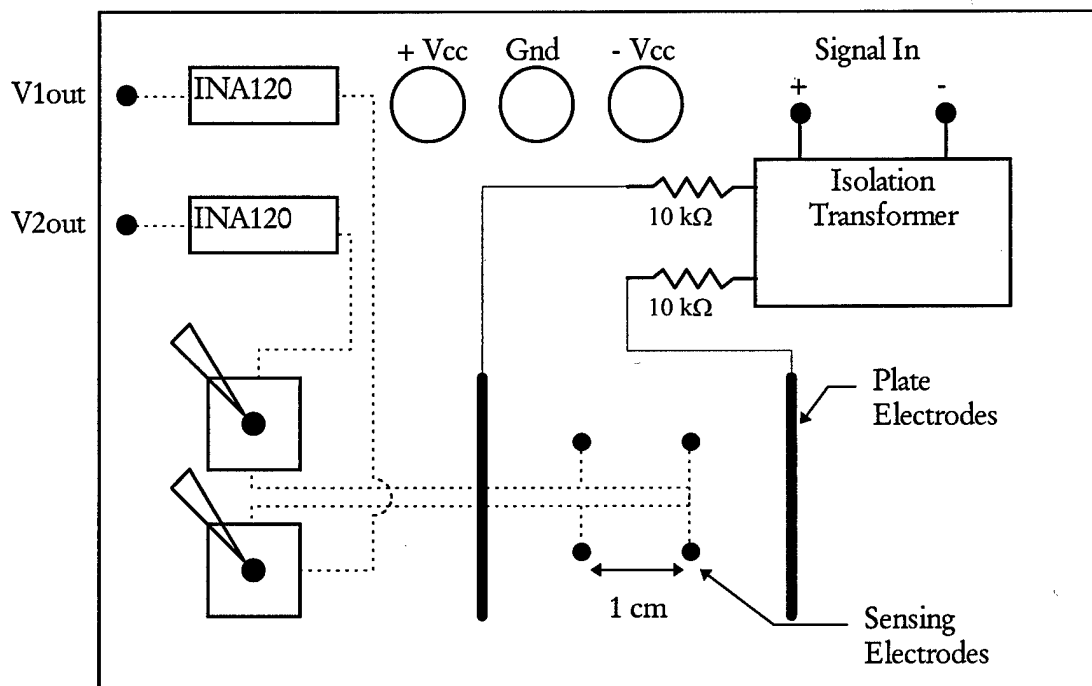 + Vcc
Gnd
- Vcc
Signal In
+
-
V1out
INA120
V2out
INA120
Isolation
Transformer
10 kΩ
10 kΩ
Plate
Electrodes
1 cm
Sensing
Electrodes